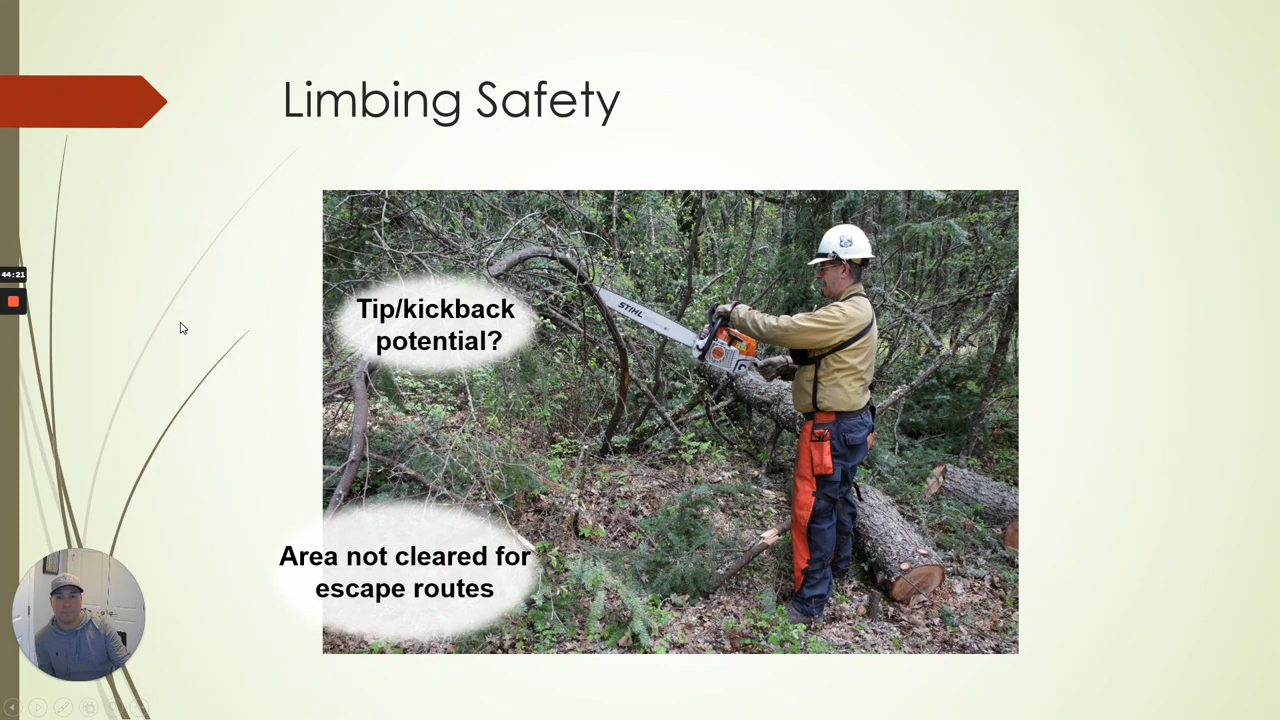 Limbing Safety
44:21
STIHL
Tip/kickback
potential?
Area not cleared for
escape routes